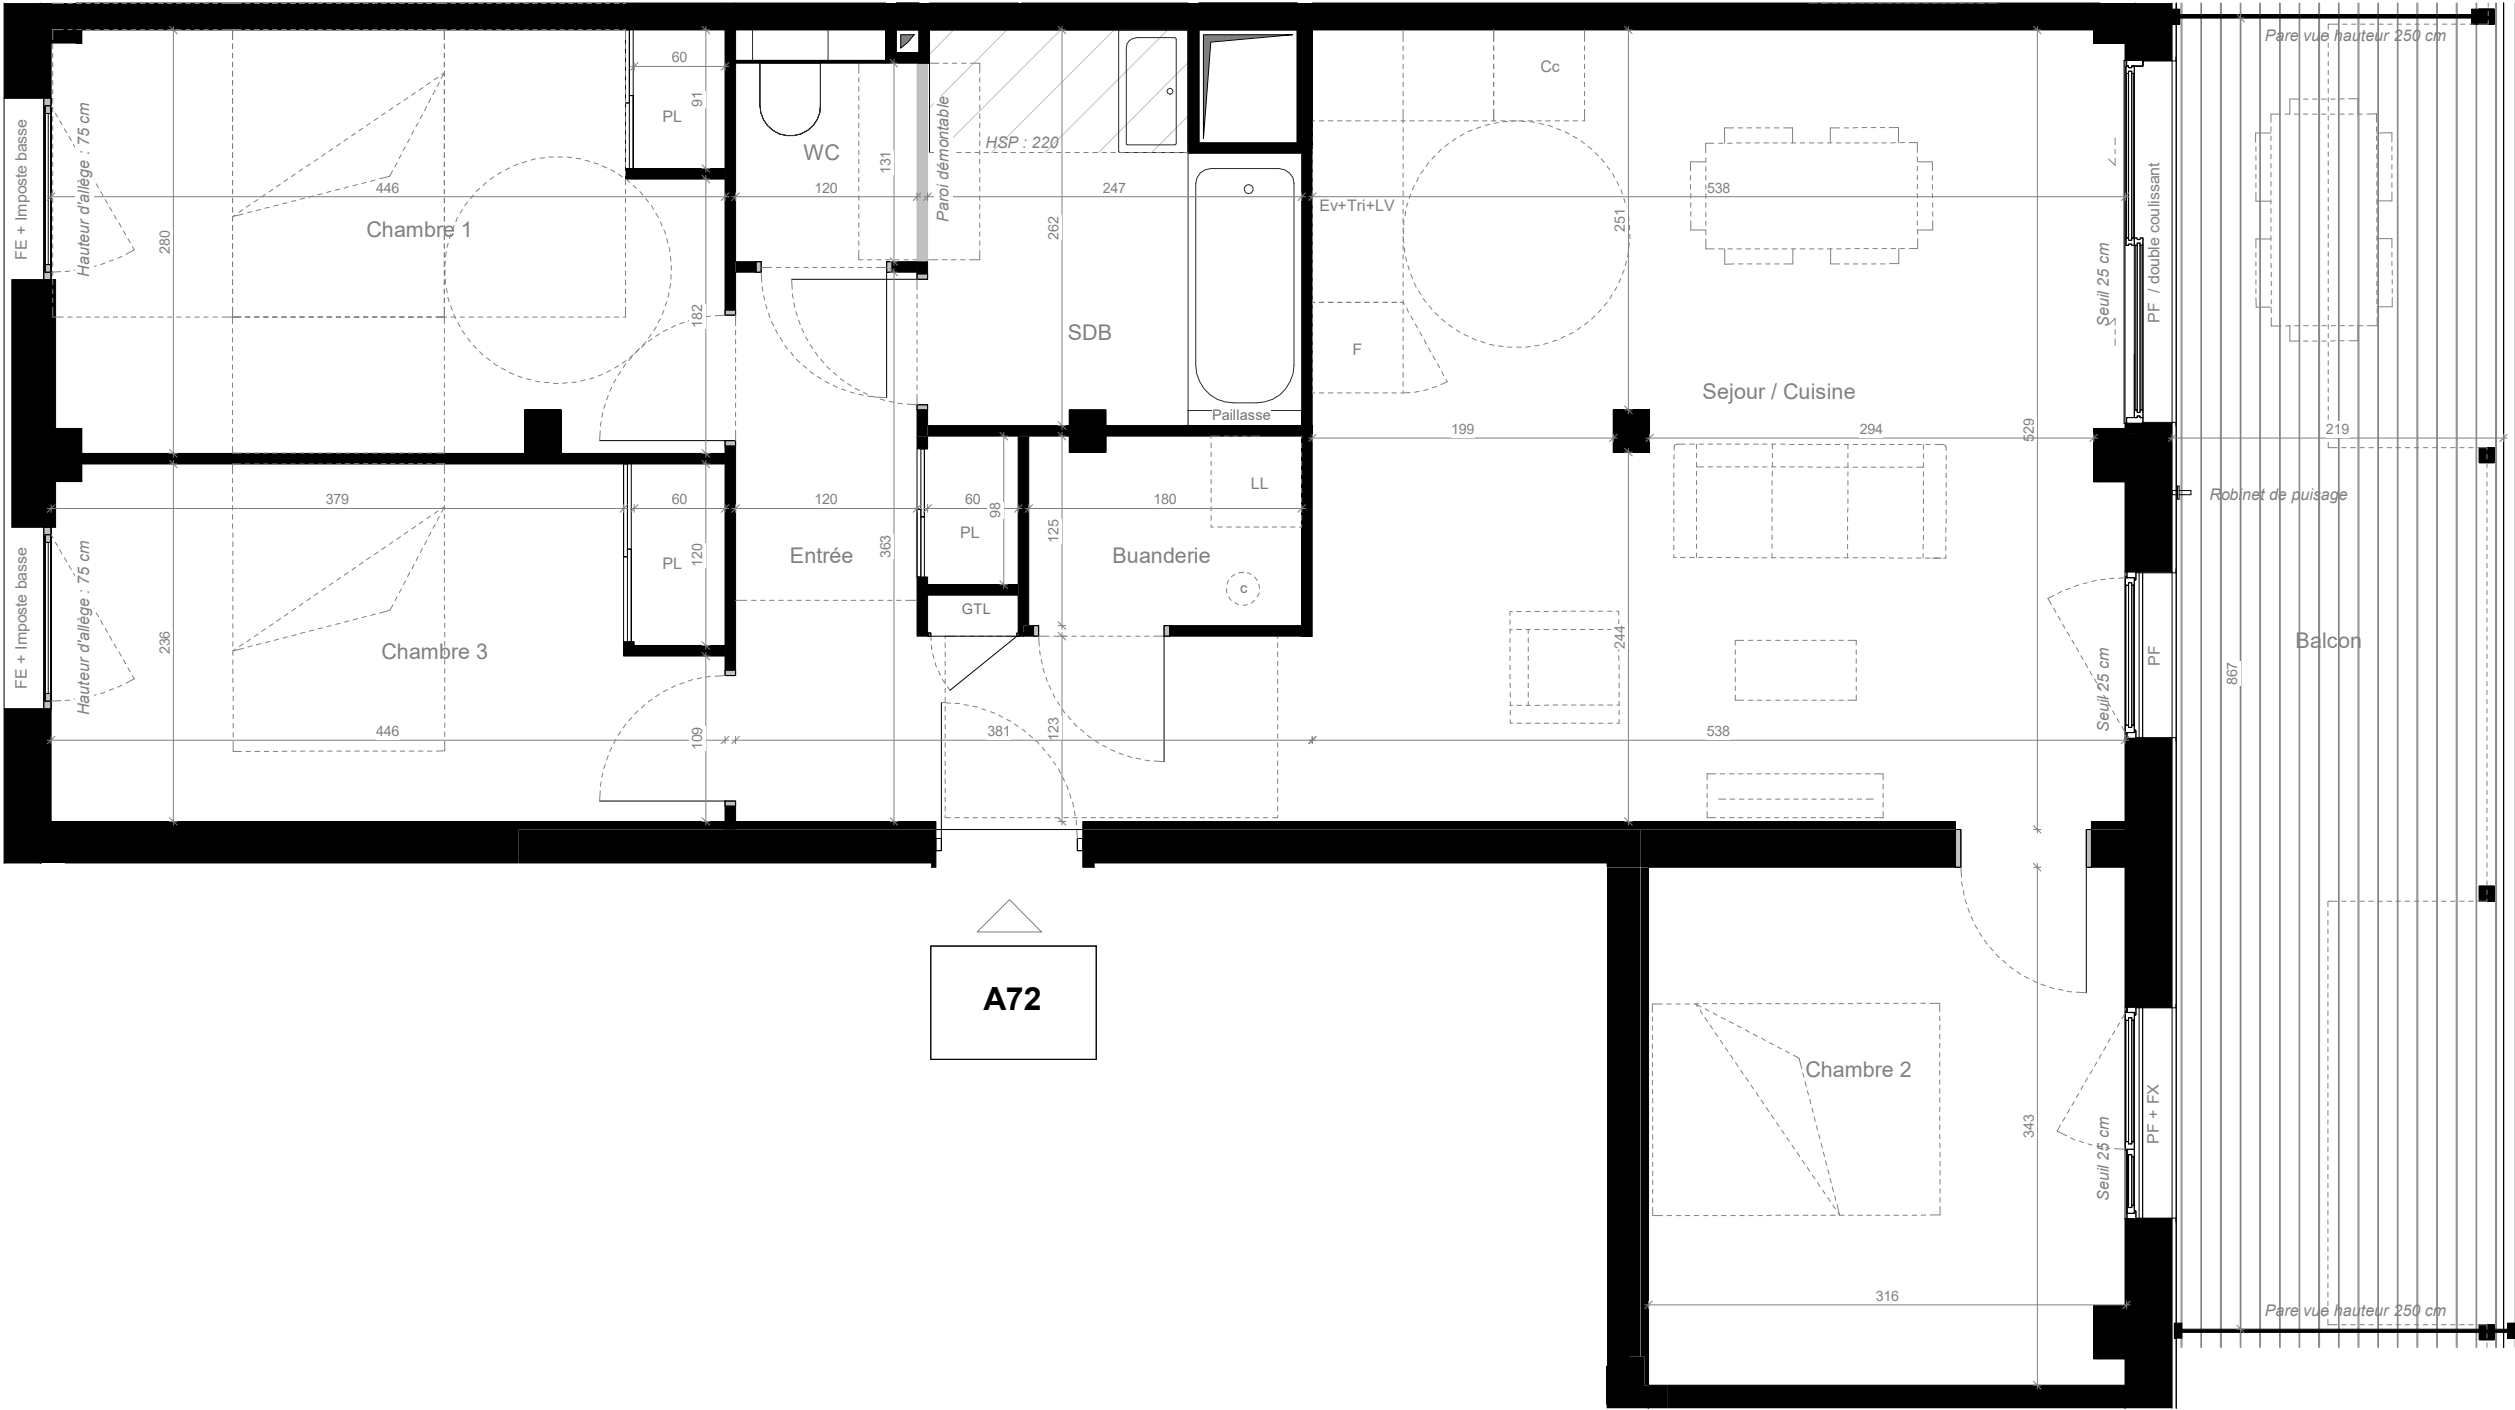 Pare vue hauteur 250 cm
Cc
60
91
PL
WC
HSP : 220
131
Paroi démontable
FE + Imposte basse
Hauteur d'allège : 75 cm
446
120
247
538
Ev+Tri+LV
251
PF / double coulissant
Seuil 25 cm
Chambre 1
280
262
182
SDB
F
Sejour / Cuisine
Paillasse
199
294
529
219
379
60
120
60
98
180
LL
Robinet de puisage
PL
125
PL
120
363
Entrée
Buanderie
c
GTL
FE + Imposte basse
Hauteur d'allège : 75 cm
236
Chambre 3
244
Balcon
867
PF
Seuil 25 cm
446
109
381
123
538
A72
Chambre 2
343
PF + FX
Seuil 25 cm
316
Pare vue hauteur 250 cm